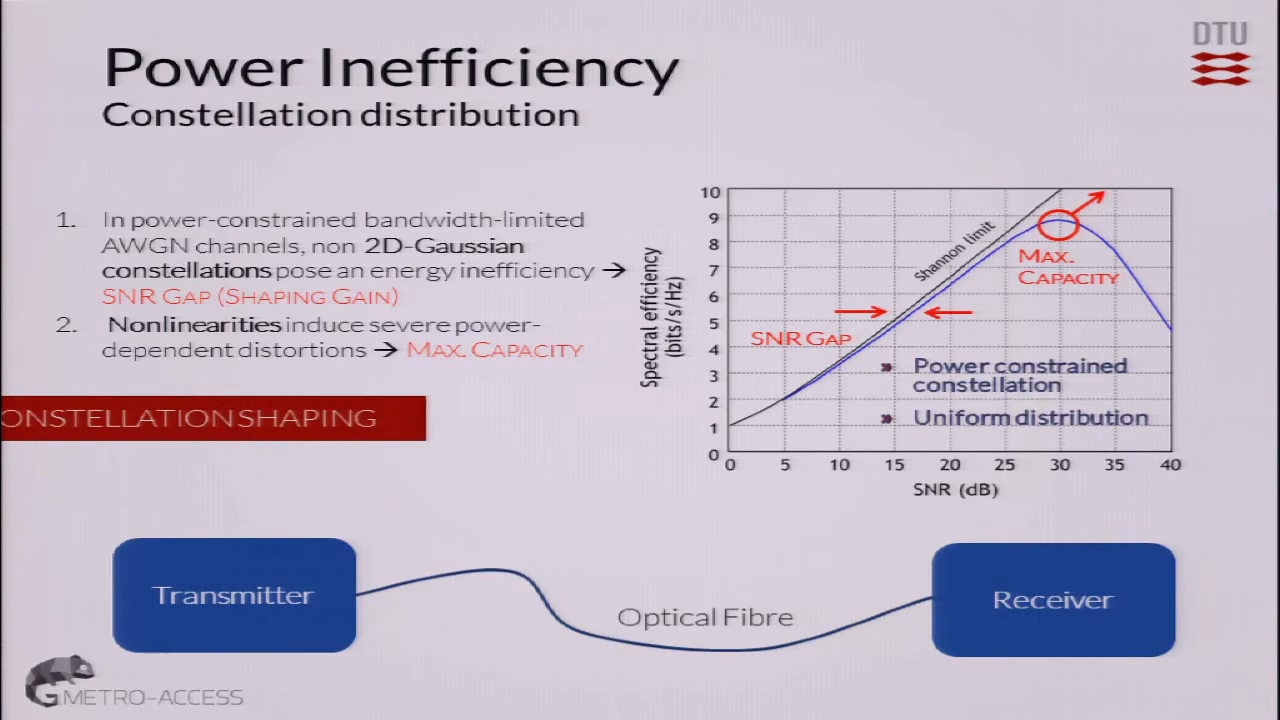 DTU
Power Inefficiency
Constellation distribution
1. In power-constrained bandwidth-limited
AWGN channels, non 2D-Gaussian
constellations pose an energy inefficiency →
SNR GAP (SHAPING GAIN)
2. Nonlinearities induce severe power-
dependent distortions → MAX. CAPACITY
ONSTELLATION SHAPING
Spectral efficiency
(bits/s/Hz)
10
9
8
7
6
5
4
3
2
1
0
0 5 10 15 20 25 30 35 40
SNR (dB)
Shannon limit
MAX.
CAPACITY
SNR GAP
» Power constrained
constellation
» Uniform distribution
Transmitter
Optical Fibre
Receiver
GMETRO-ACCESS